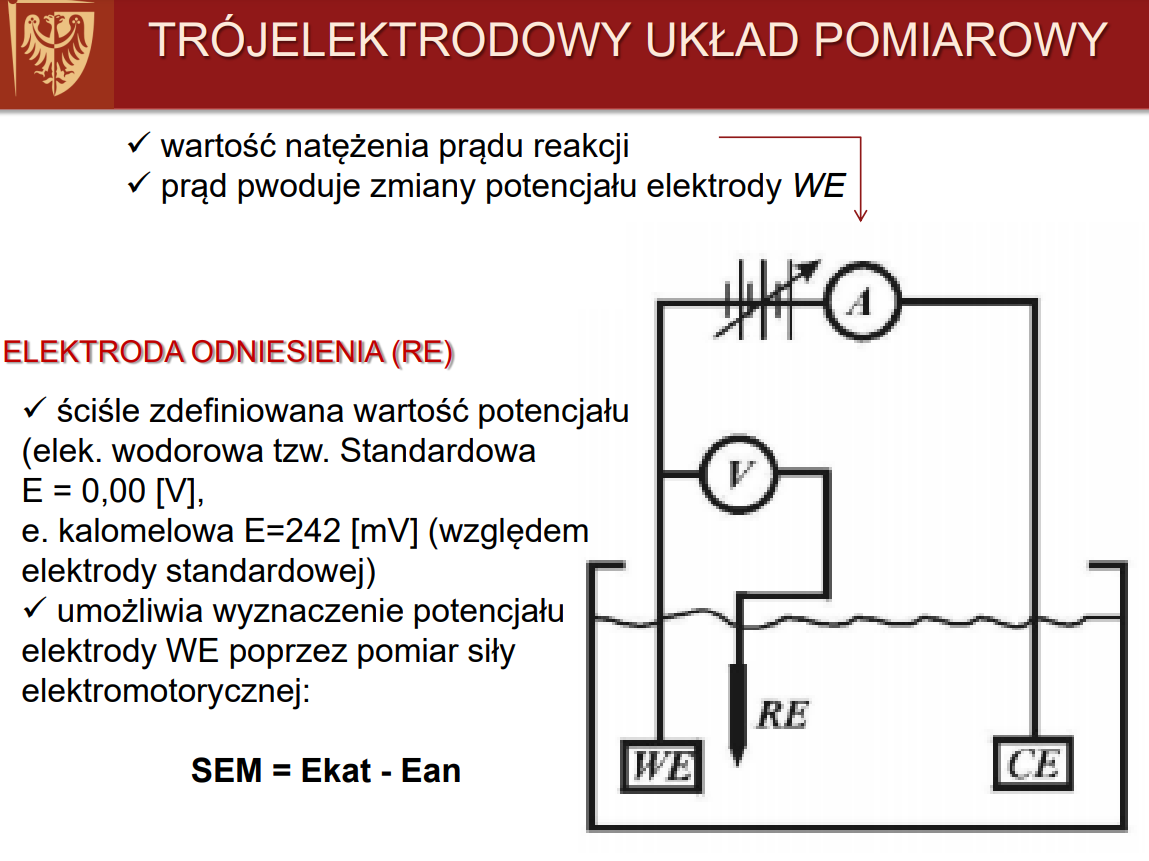 TRÓJELEKTRODOWY UKŁAD POMIAROWY
✓ wartość natężenia prądu reakcji
✓ prąd pwoduje zmiany potencjału elektrody WE
ELEKTRODA ODNIESIENIA (RE)
✓ ściśle zdefiniowana wartość potencjału
(elek. wodorowa tzw. Standardowa
E = 0,00 [V],
e. kalomelowa E=242 [mV] (względem
elektrody standardowej)
✓ umożliwia wyznaczenie potencjału
elektrody WE poprzez pomiar siły
elektromotorycznej:
SEM = Ekat - Ean
A
V
RE
WE
CE